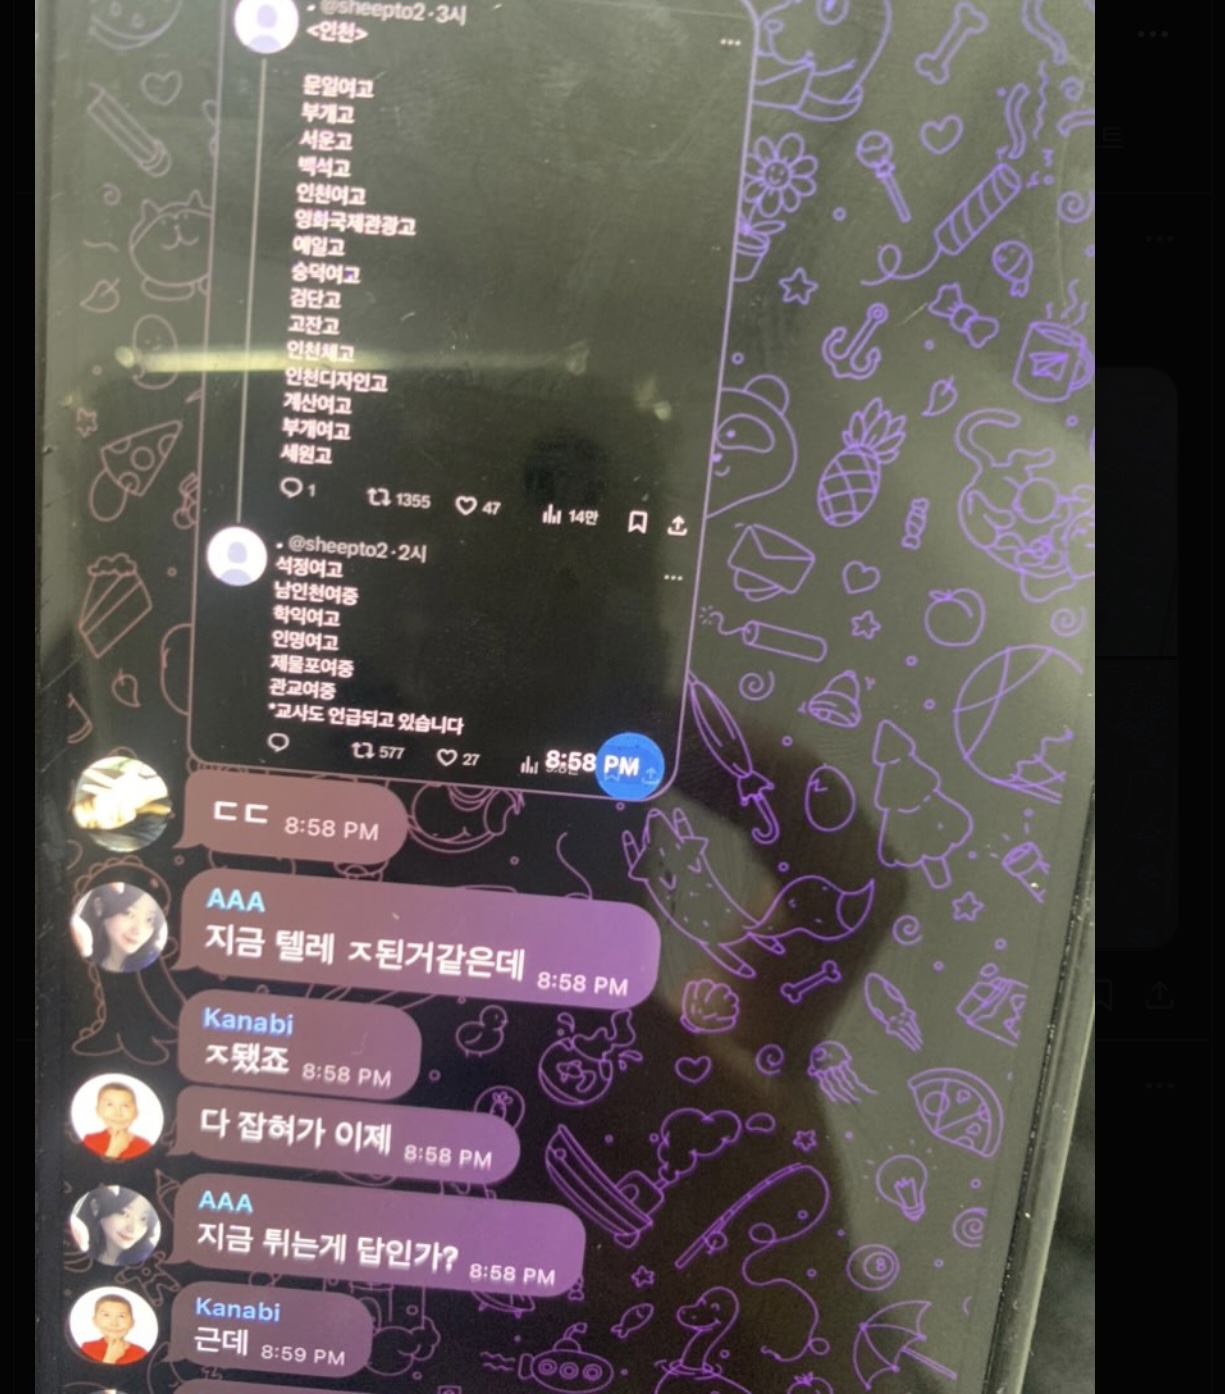 . @sheepto2·3시
<인천>
문일여고
부개고
서운고
백석고
인천여고
영화국제관광고
예일고
숭덕여고
검단고
고잔고
인천체고
인천디자인고
계산여고
부개여고
세원고
1 1355 47 14만
. @sheepto2·2시
석정여고
남인천여중
학익여고
인명여고
제물포여중
관교여중
*교사도 언급되고 있습니다
577 27
8:58 PM
ㄷㄷ 8:58 PM
AAA
지금 텔레 ㅈ된거같은데 8:58 PM
Kanabi
ㅈ됐죠 8:58 PM
다 잡혀가 이제 8:58 PM
AAA
지금 튀는게 답인가? 8:58 PM
Kanabi
근데 8:59 PM